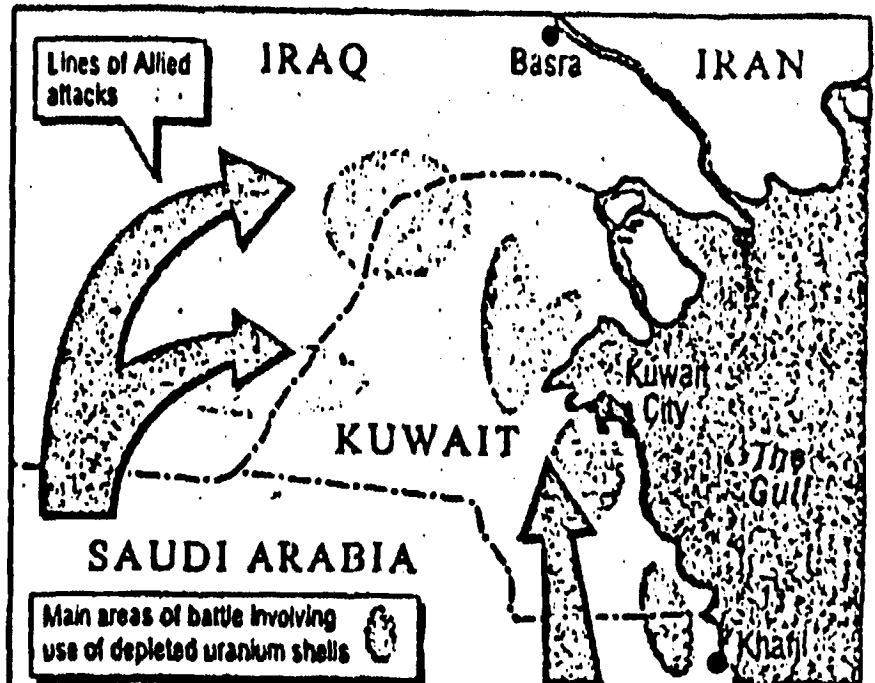 Lines of Allied
attacks
IRAQ
Basra
IRAN
Kuwait
City
KUWAIT
The
Gulf
SAUDI ARABIA
Main areas of battle involving
use of depleted uranium shells
Khafji